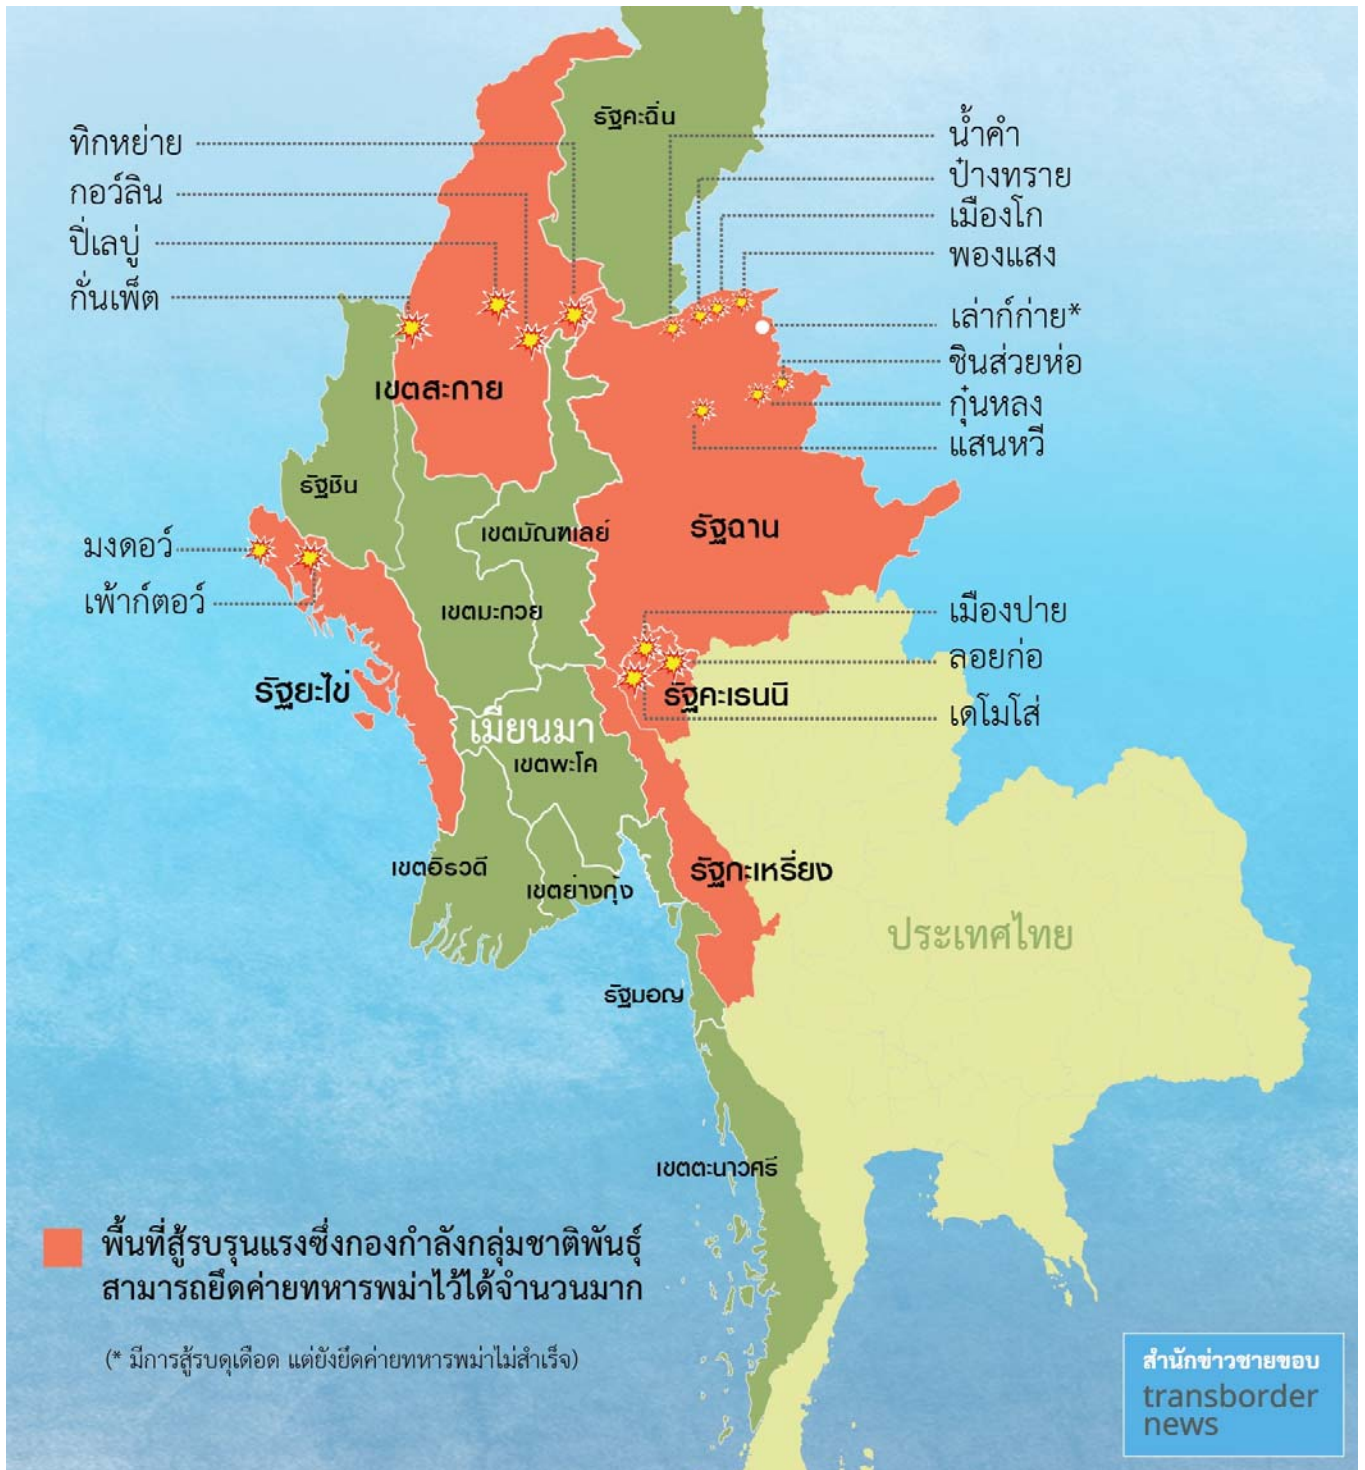 รัฐคะฉิ่น
ทิกหย่าย
กอว์ลิน
ปี่เลบู่
กั่นเพ็ต
น้ำคำ
ป๋างทราย
เมืองโก
พองแสง
เล่าก์ก่าย*
ชินส่วยห่อ
กุ๋นหลง
แสนหวี
เขตสะกาย
รัฐชิน
เขตมัณฑเลย์
รัฐฉาน
มงดอว์
เพ้าก์ตอว์
เขตมะกวย
เมืองปาย
ลอยก่อ
เดโมโส่
รัฐยะไข่
รัฐคะเรนนี
เมียนมา
เขตพะโค
เขตอิรวดี
เขตย่างกุ้ง
รัฐกะเหรี่ยง
ประเทศไทย
รัฐมอญ
เขตตะนาวศรี
พื้นที่สู้รบรุนแรงซึ่งกองกำลังกลุ่มชาติพันธุ์
สามารถยึดค่ายทหารพม่าไว้ได้จำนวนมาก
(* มีการสู้รบดุเดือด แต่ยังยึดค่ายทหารพม่าไม่สำเร็จ)
สำนักข่าวชายขอบ
transborder
news